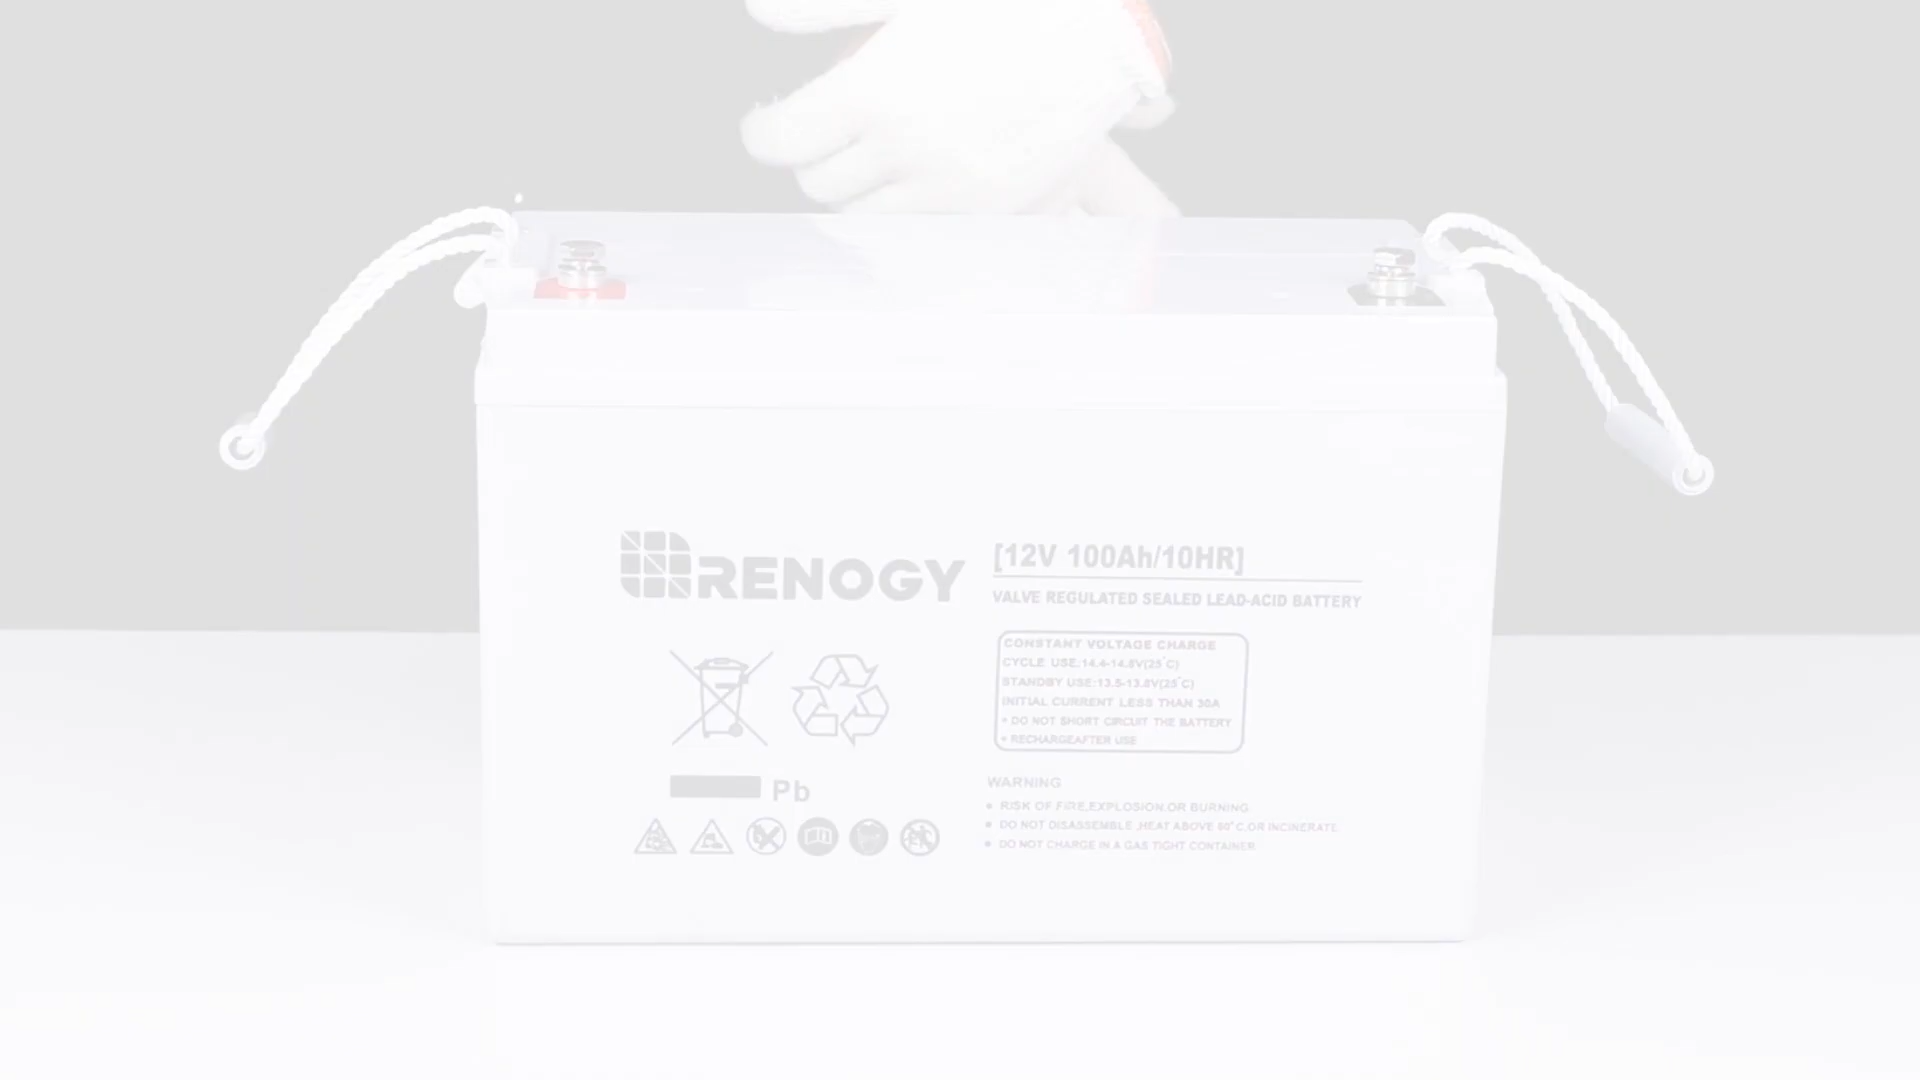 RENOGY
[12V 100Ah/10HR]
VALVE REGULATED SEALED LEAD-ACID BATTERY
CONSTANT VOLTAGE CHARGE
CYCLE USE:14.4-14.8V(25°C)
STANDBY USE:13.5-13.8V(25°C)
INITIAL CURRENT LESS THAN 30A
• DO NOT SHORT CIRCUIT THE BATTERY
• RECHARGEAFTER USE
Pb
WARNING
• RISK OF FIRE,EXPLOSION,OR BURNING.
• DO NOT DISASSEMBLE ,HEAT ABOVE 60°C,OR INCINERATE.
• DO NOT CHARGE IN A GAS TIGHT CONTAINER.